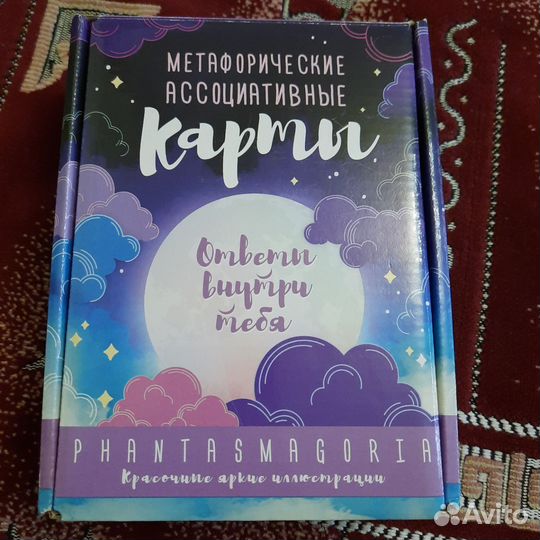 МЕТАФОРИЧЕСКИЕ
АССОЦИАТИВНЫЕ
Карты
Ответы
внутри
тебя
PHANTASMAGORIA
Красочные яркие иллюстрации
Avito